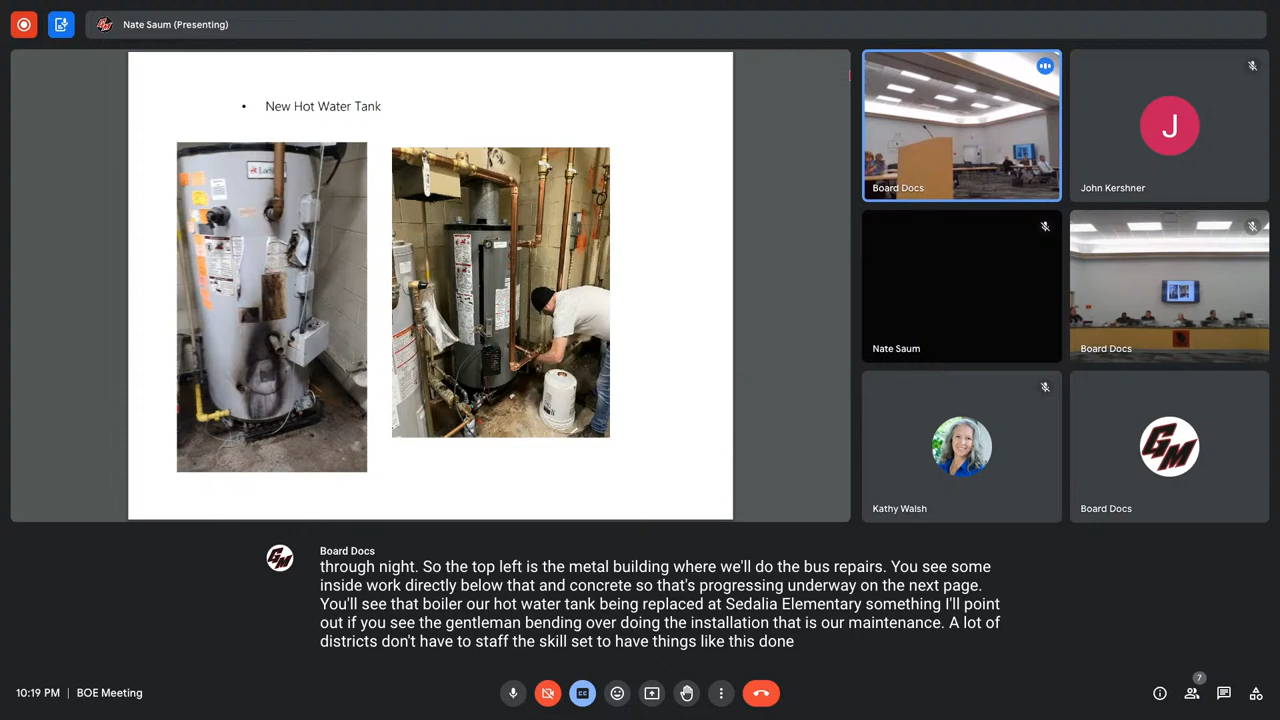 Nate Saum (Presenting)
• New Hot Water Tank
Board Docs
J
John Kershner
Nate Saum
Board Docs
Kathy Walsh
GM
Board Docs
Board Docs
through night. So the top left is the metal building where we'll do the bus repairs. You see some
inside work directly below that and concrete so that's progressing underway on the next page.
You'll see that boiler our hot water tank being replaced at Sedalia Elementary something I'll point
out if you see the gentleman bending over doing the installation that is our maintenance. A lot of
districts don't have to staff the skill set to have things like this done
10:19 PM | BOE Meeting
CC
7